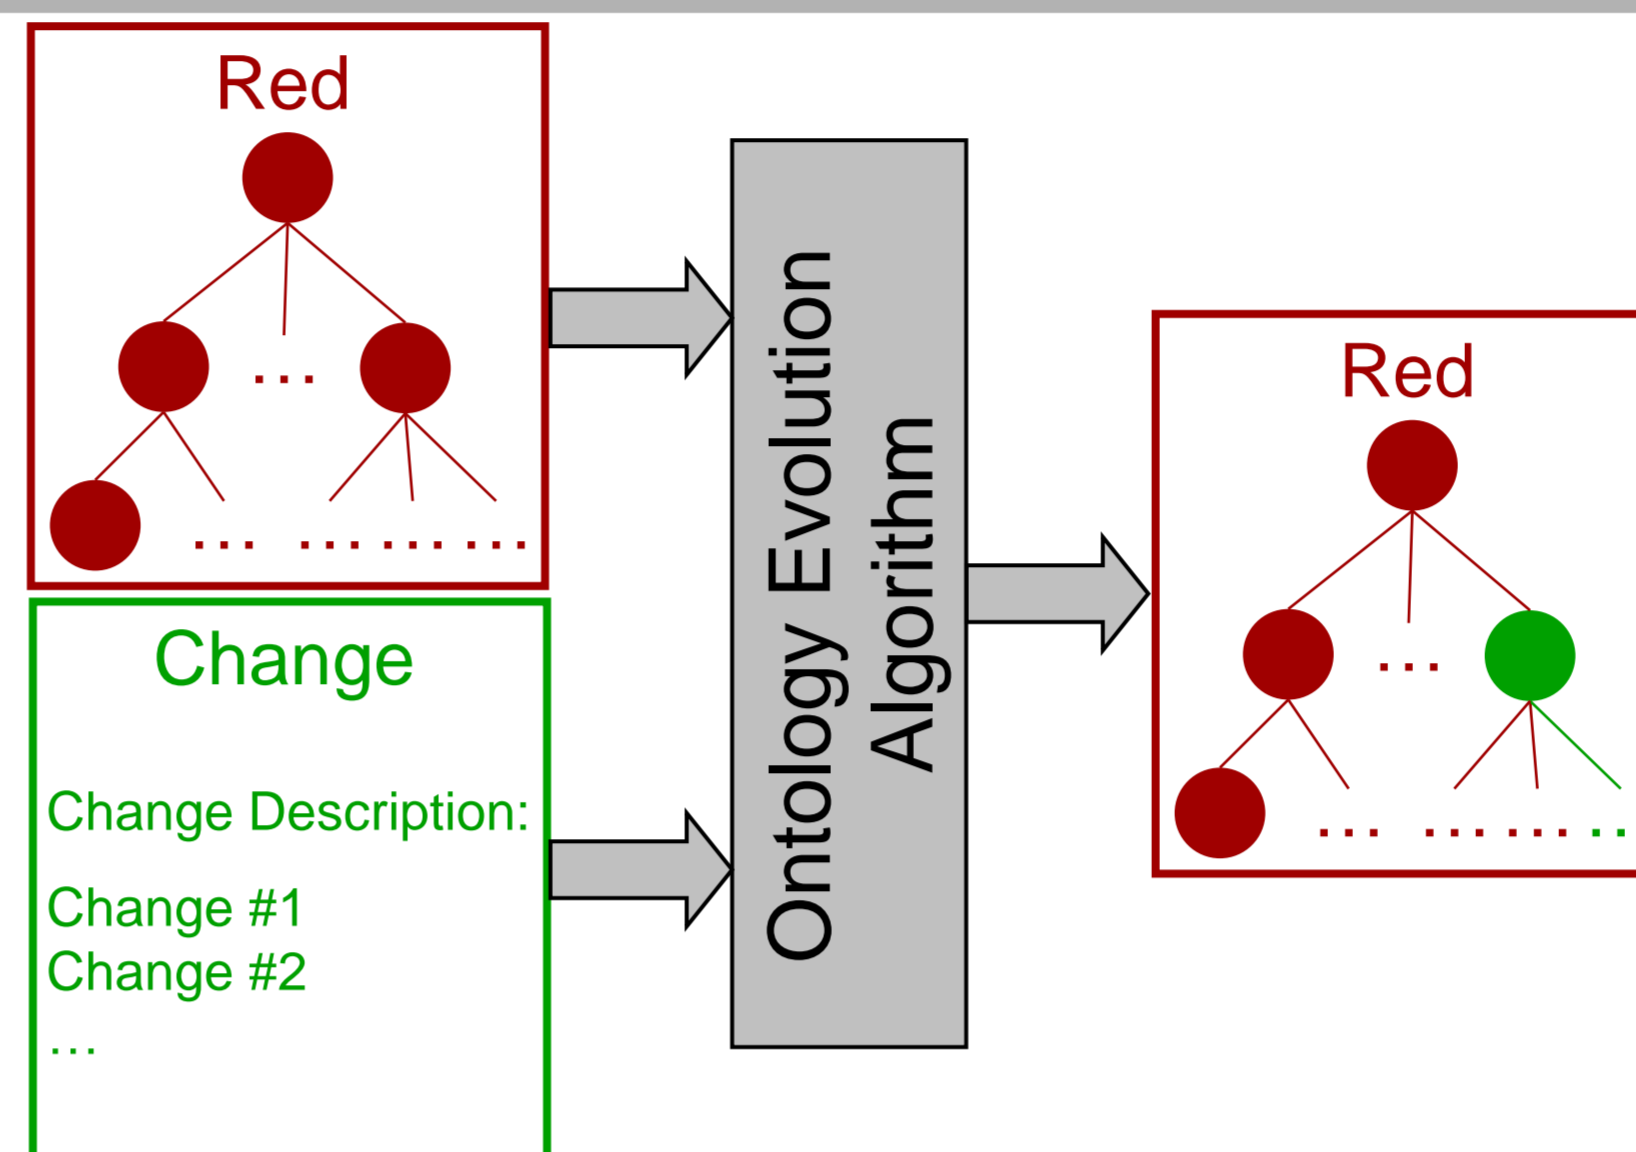 Red
... 
... ... ... ...
Change
Change Description:
Change #1
Change #2
...
Ontology Evolution
Algorithm
Red
...
... ... ... ..